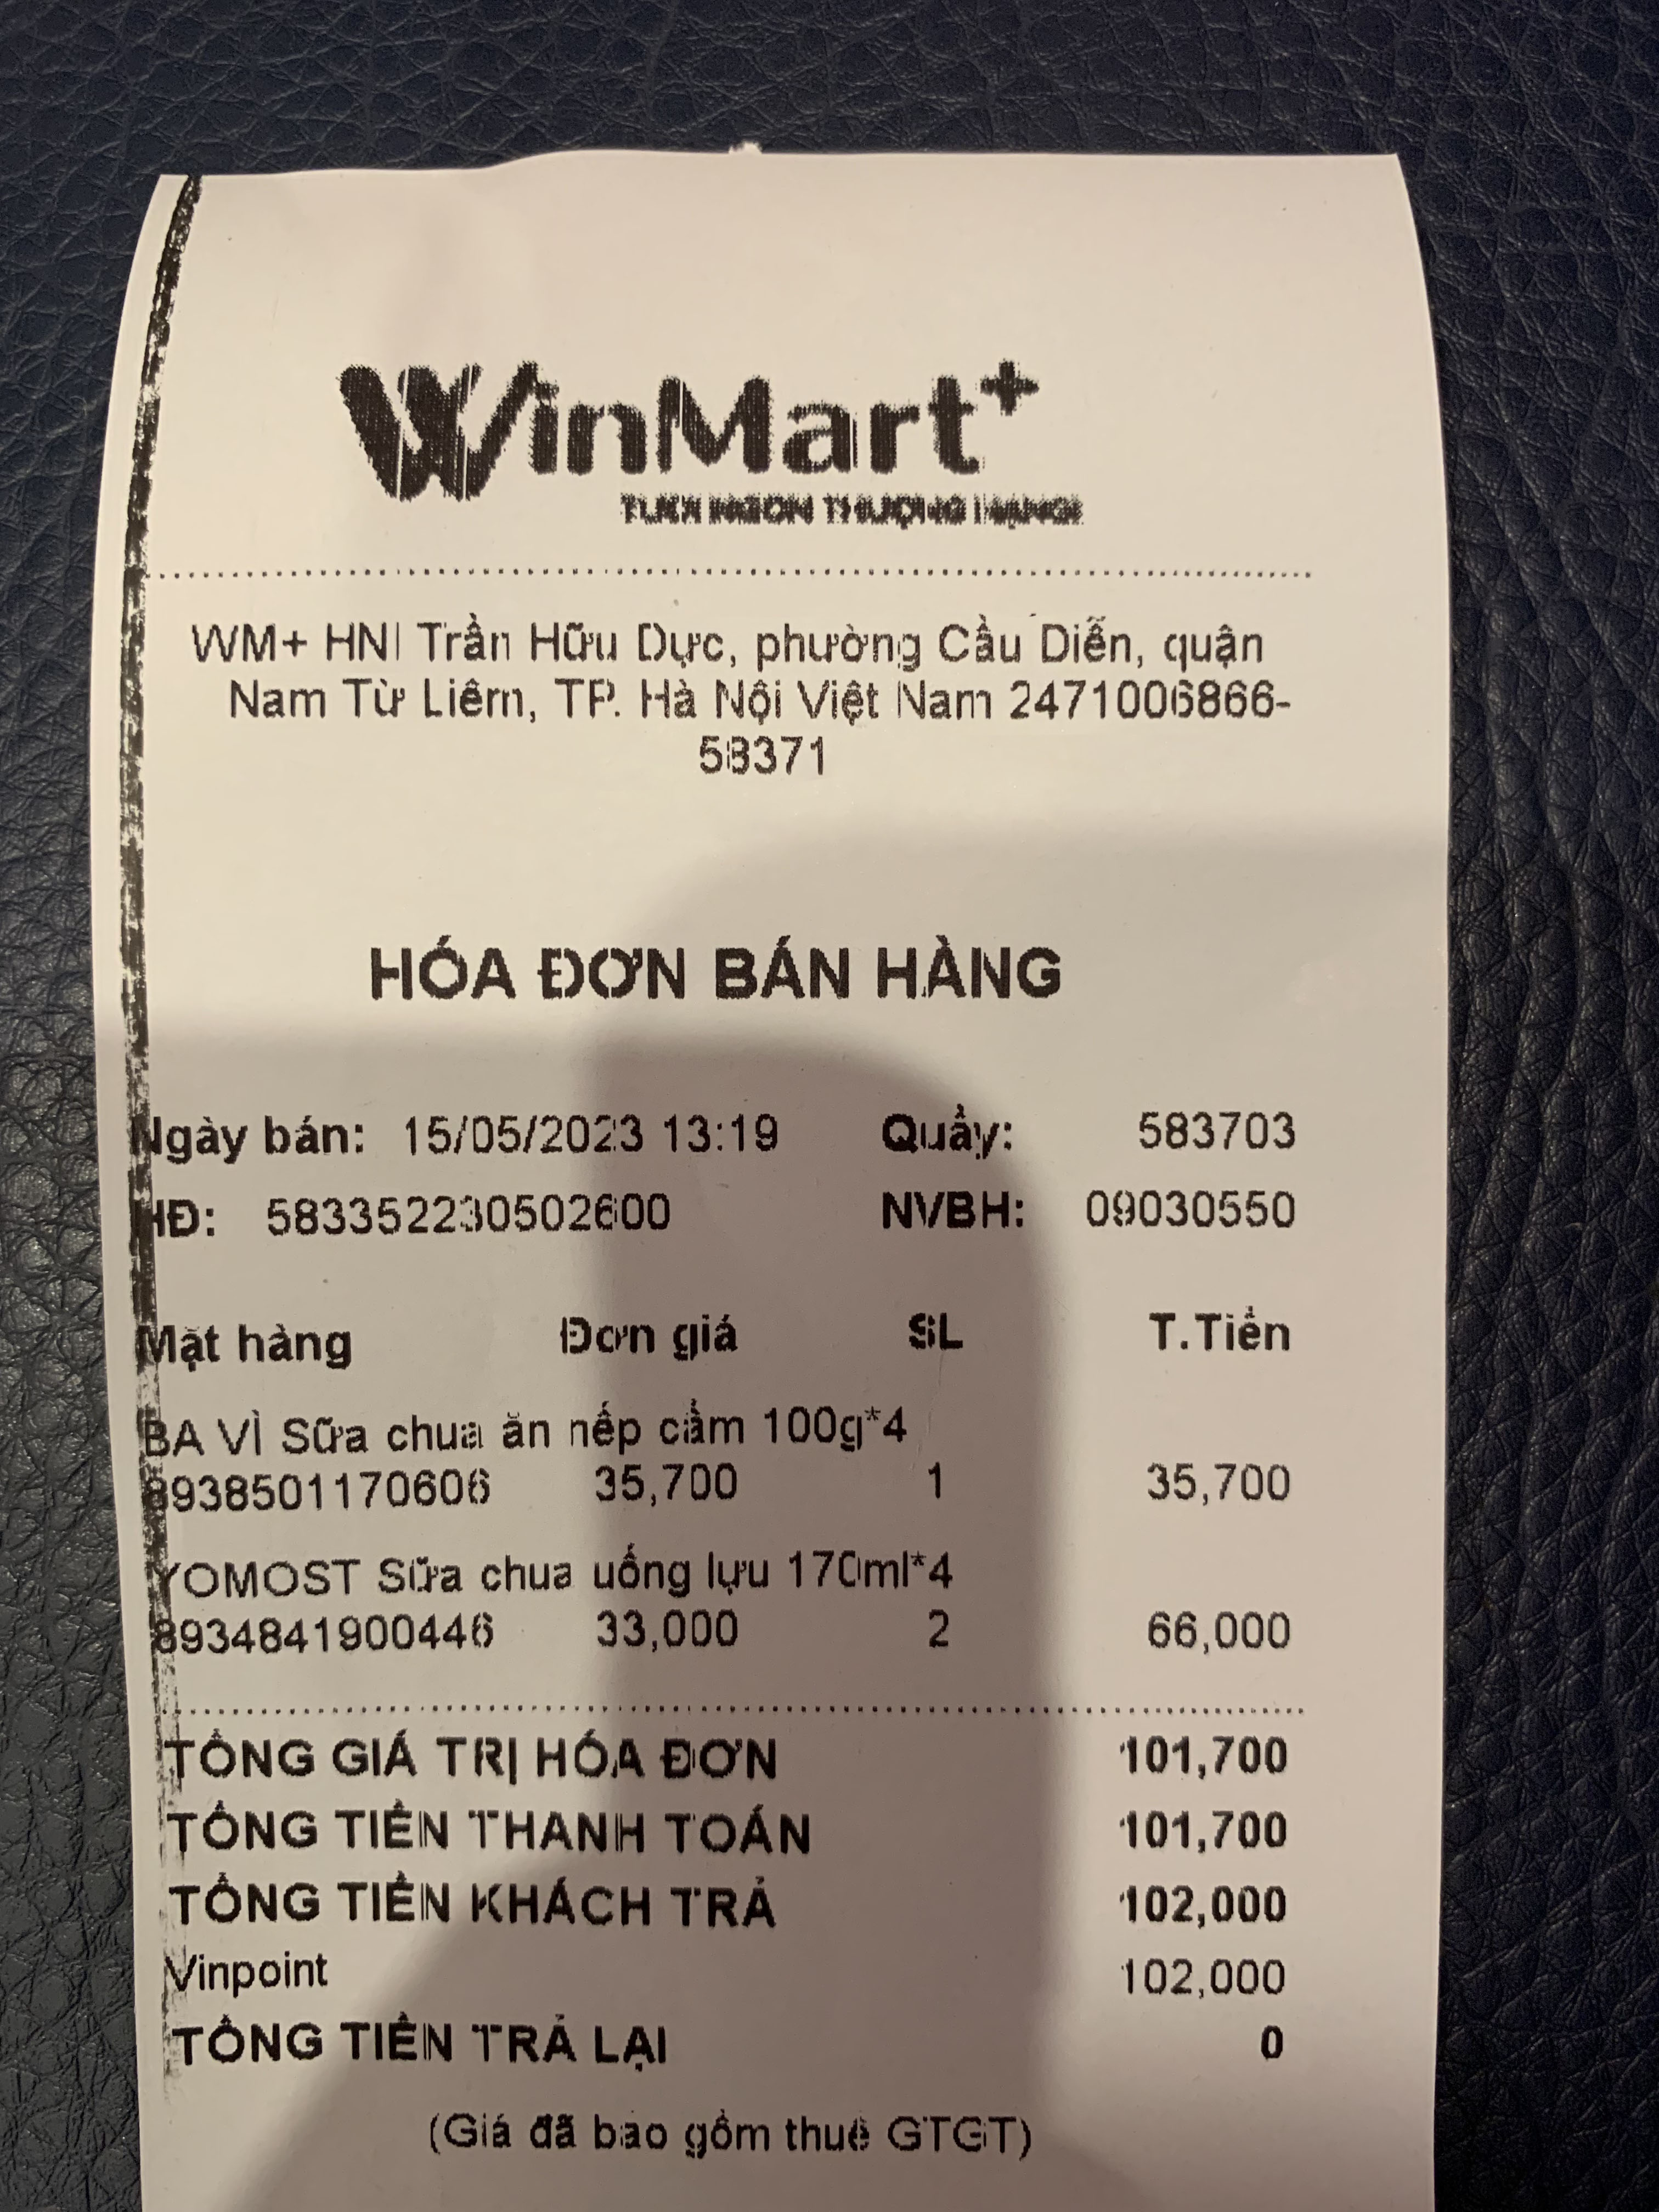 WinMart+
TƯƠI NGON THƯỢNG HẠNG!
WM+ HNI Trần Hữu Dực, phường Cầu Diễn, quận
Nam Từ Liêm, TP. Hà Nội Việt Nam 2471006866-
58371
HÓA ĐƠN BÁN HÀNG
Ngày bán: 15/05/2023 13:19 Quầy: 583703
HĐ: 583352230502600 NVBH: 09030550
Mặt hàng Đơn giá SL T.Tiền
BA VÌ Sữa chua ăn nếp cẩm 100g*4
8938501170606 35,700 1 35,700
YOMOST Sữa chua uống lựu 170ml*4
8934841900446 33,000 2 66,000
TỔNG GIÁ TRỊ HÓA ĐƠN 101,700
TỔNG TIỀN THANH TOÁN 101,700
TỔNG TIỀN KHÁCH TRẢ 102,000
Vinpoint 102,000
TỔNG TIỀN TRẢ LẠI 0
(Giá đã bao gồm thuế GTGT)